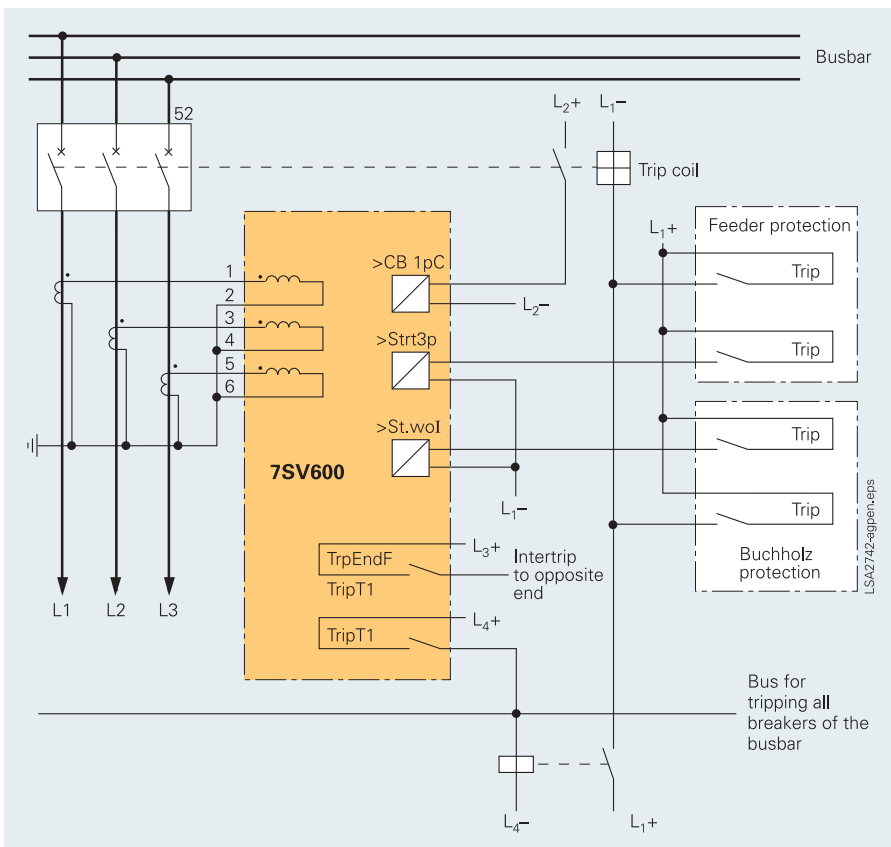 Busbar
52
L2+
L1−
Trip coil
L1+
Feeder protection
Trip
Trip
1
2
3
4
5
6
>CB 1pC
L2−
>Strt3p
>St.woI
7SV600
L1−
Trip
Trip
Buchholz
protection
LSA2742-agpen.eps
TrpEndF
TripT1
L3+
Intertrip
to opposite
end
TripT1
L4+
L1
L2
L3
Bus for
tripping all
breakers of the
busbar
L4−
L1+